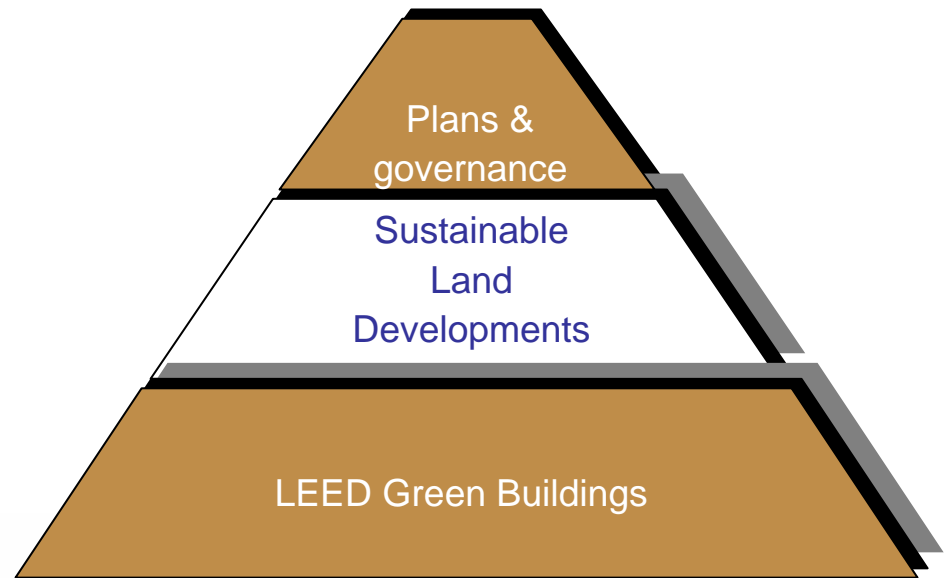 Plans &
governance
Sustainable
Land
Developments
LEED Green Buildings